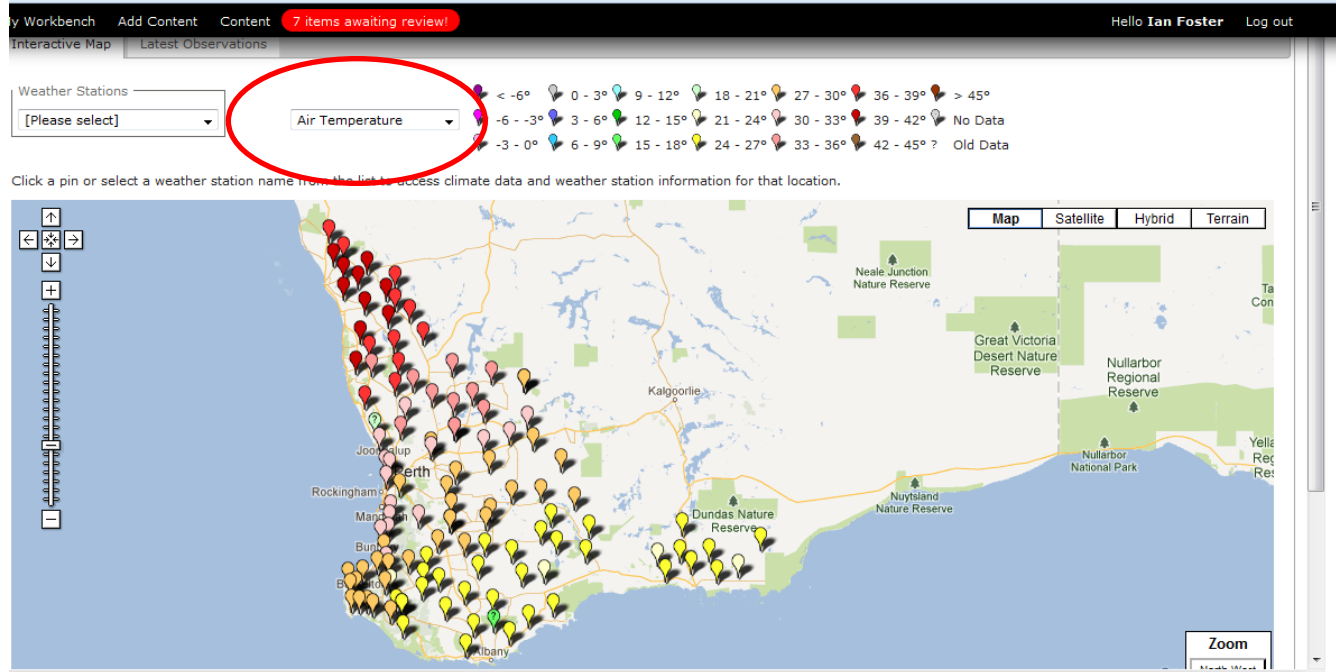 ly Workbench Add Content Content 7 items awaiting review! Hello Ian Foster Log out
Interactive Map Latest Observations
Weather Stations
[Please select] Air Temperature
< -6° 0 - 3° 9 - 12° 18 - 21° 27 - 30° 36 - 39° > 45°
-6 - -3° 3 - 6° 12 - 15° 21 - 24° 30 - 33° 39 - 42° No Data
-3 - 0° 6 - 9° 15 - 18° 24 - 27° 33 - 36° 42 - 45° ? Old Data
Click a pin or select a weather station name from the list to access climate data and weather station information for that location.
Map Satellite Hybrid Terrain
Neale Junction
Nature Reserve
Great Victoria
Desert Nature
Reserve
Nullarbor
Regional
Reserve
Kalgoorlie
?
Perth
Nullarbor
National Park
Rockingham
Nuytsland
Nature Reserve
Dundas Nature
Reserve
?
Albany
Zoom
North West